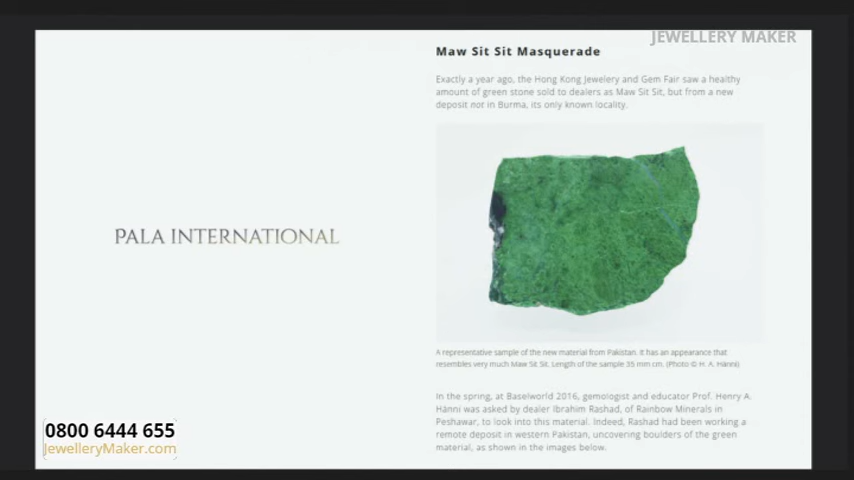 JEWELLERY MAKER
Maw Sit Sit Masquerade
Exactly a year ago, the Hong Kong Jewelery and Gem Fair saw a healthy
amount of green stone sold to dealers as Maw Sit Sit, but from a new
deposit not in Burma, its only known locality.
PALA INTERNATIONAL
A representative sample of the new material from Pakistan. It has an appearance that
resembles very much Maw Sit Sit. Length of the sample 35 mm cm. (Photo © H. A. Hänni)
In the spring, at Baselworld 2016, gemologist and educator Prof. Henry A.
Hänni was asked by dealer Ibrahim Rashad, of Rainbow Minerals in
Peshawar, to look into this material. Indeed, Rashad had been working a
remote deposit in western Pakistan, uncovering boulders of the green
material, as shown in the images below.
0800 6444 655
JewelleryMaker.com